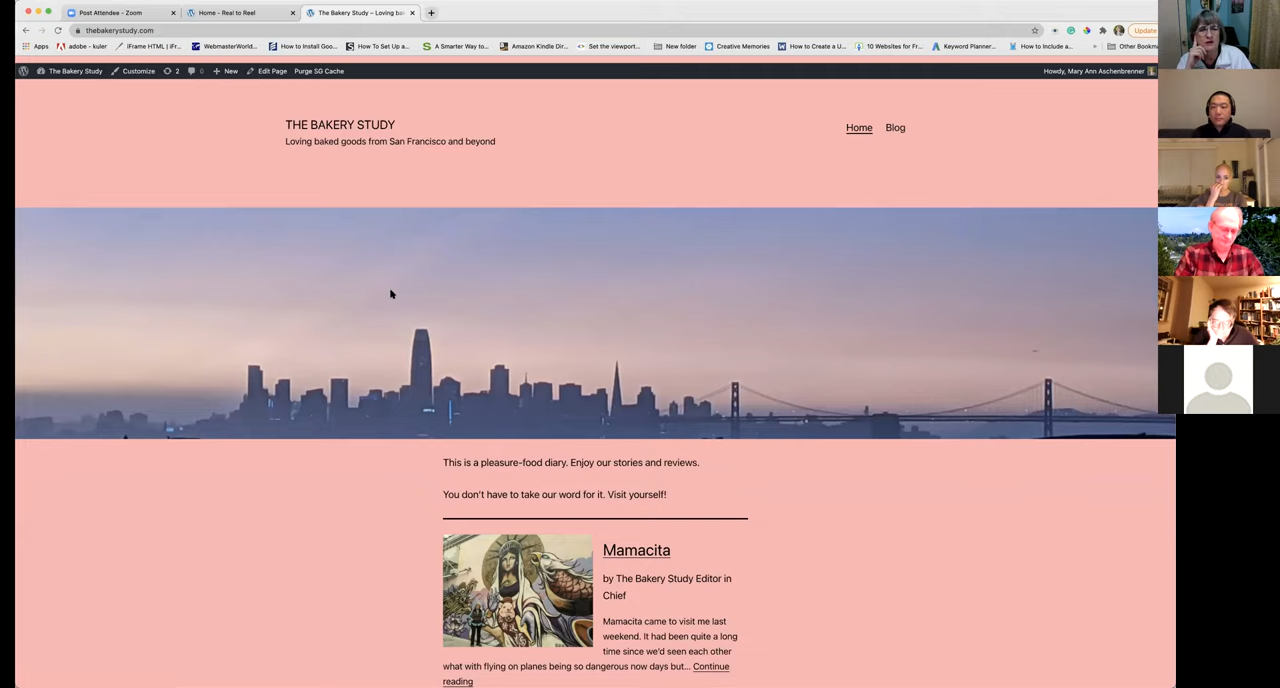 Post Attendee - Zoom
Home - Real to Reel
The Bakery Study – Loving ba
thebakerystudy.com
Update
Apps
adobe - kuler
iFrame HTML | iFr...
WebmasterWorld...
How to Install Goo...
How To Set Up a...
A Smarter Way to...
Amazon Kindle Dir...
Set the viewport...
New folder
Creative Memories
How to Create a U...
10 Websites for Fr...
Keyword Planner...
How to Include a...
Other Bookma
The Bakery Study
Customize
2
0
New
Edit Page
Purge SG Cache
Howdy, Mary Ann Aschenbrenner
THE BAKERY STUDY
Loving baked goods from San Francisco and beyond
Home
Blog
This is a pleasure-food diary. Enjoy our stories and reviews.
You don't have to take our word for it. Visit yourself!
Mamacita
by The Bakery Study Editor in
Chief
Mamacita came to visit me last
weekend. It had been quite a long
time since we'd seen each other
what with flying on planes being so dangerous now days but... Continue
reading